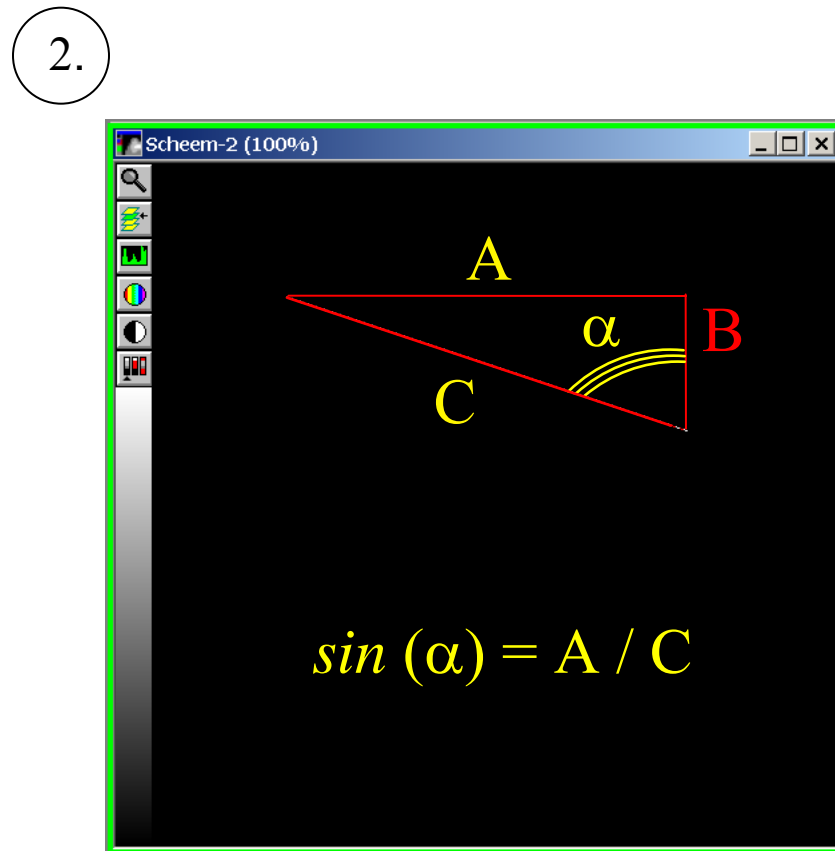 2.
Scheem-2 (100%)
A
α
B
C
sin (α) = A / C